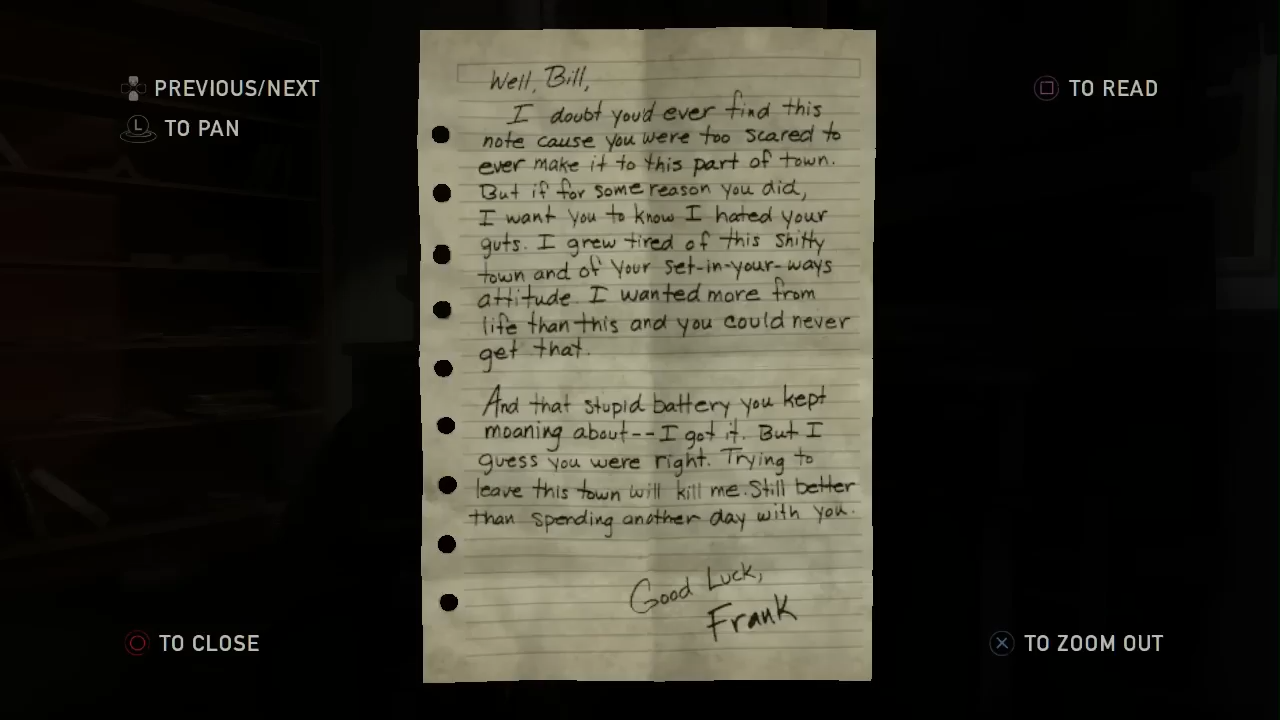 PREVIOUS/NEXT
L TO PAN
TO READ
Well, Bill,
I doubt you'd ever find this
note cause you were too scared to
ever make it to this part of town.
But if for some reason you did,
I want you to know I hated your
guts. I grew tired of this shitty
town and of your set-in-your-ways
attitude. I wanted more from
life than this and you could never
get that.
And that stupid battery you kept
moaning about -- I got it. But I
guess you were right. Trying to
leave this town will kill me. Still better
than spending another day with you.
Good Luck,
Frank
TO CLOSE
TO ZOOM OUT